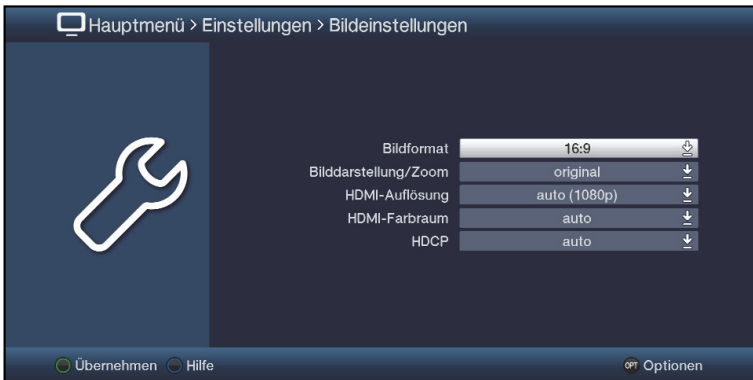 Hauptmenü > Einstellungen > Bildeinstellungen
Bildformat 16:9
Bilddarstellung/Zoom original
HDMI-Auflösung auto (1080p)
HDMI-Farbraum auto
HDCP auto
Übernehmen Hilfe OPT Optionen